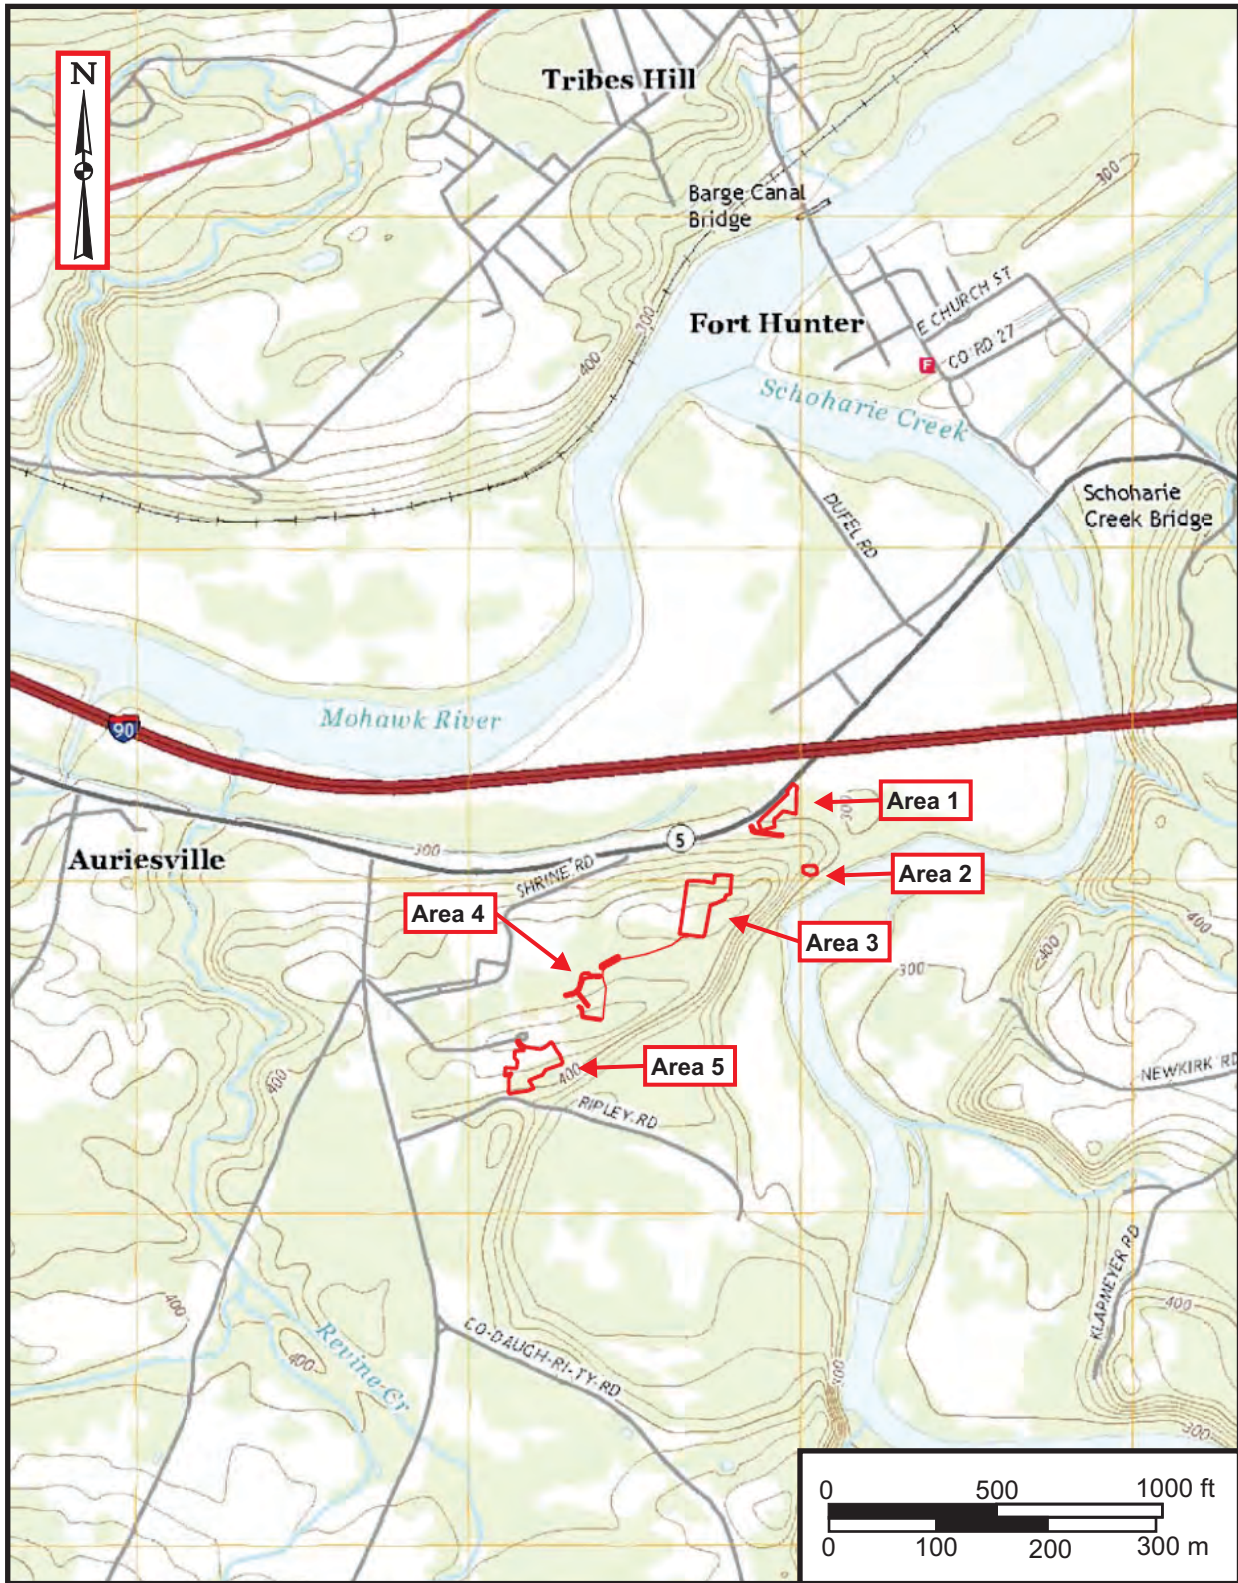 N
Tribes Hill
Barge Canal
Bridge
300
300
Fort Hunter
E CHURCH ST
CO RD 27
F
400
Schoharie Creek
DUFEL RD
Schoharie
Creek Bridge
Mohawk River
90
Area 1
300
5
300
Auriesville
SHRINE RD
Area 2
Area 4
Area 3
400
400
300
Area 5
400
400
NEWKIRK RD
RIPLEY RD
KLAPMEYER RD
400
400
Revine Cr
400
CO-DAUGH-RI-TY-RD
300
300
0 500 1000 ft
0 100 200 300 m